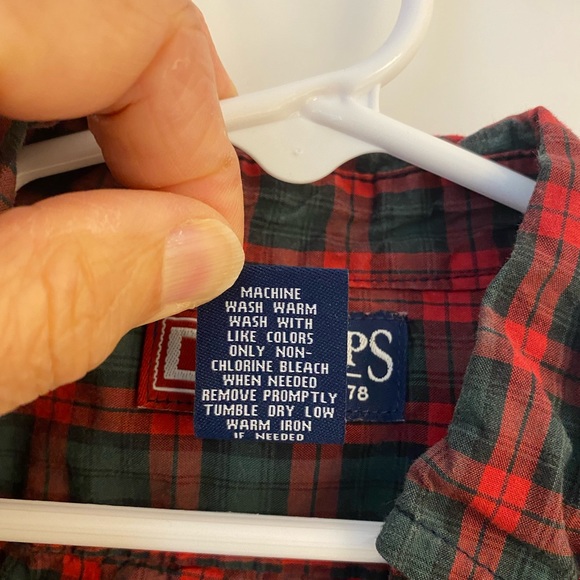 MACHINE
WASH WARM
WASH WITH
LIKE COLORS
ONLY NON-
CHLORINE BLEACH
WHEN NEEDED
REMOVE PROMPTLY
TUMBLE DRY LOW
WARM IRON
IF NEEDED
PS
78